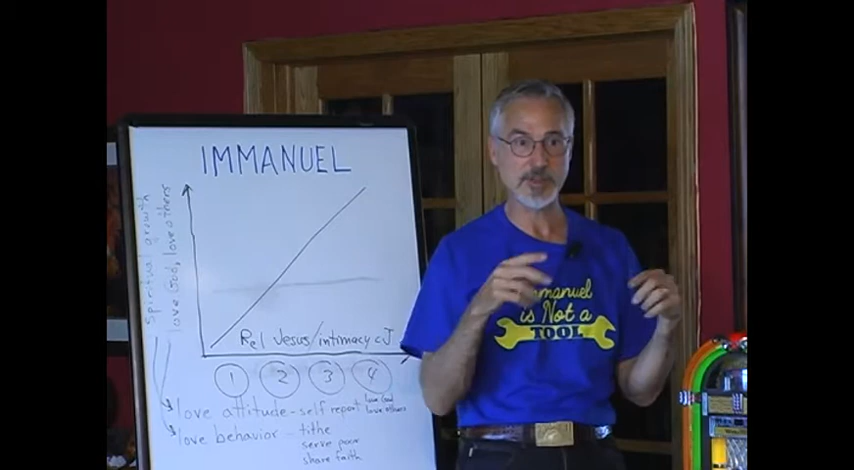 IMMANUEL
Spiritual growth
love God, love others
Rel Jesus/intimacy c J
1 2 3 4
love attitude - self report
love God
love others
love behavior - tithe
serve poor
share faith
Immanuel
is Not a
TOOL